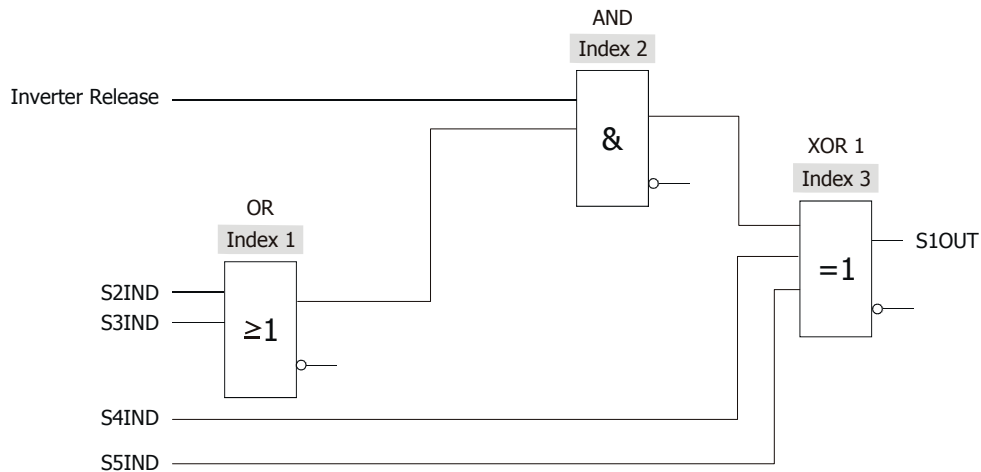 AND
Index 2
Inverter Release
&
XOR 1
Index 3
OR
Index 1
S1OUT
=1
S2IND
S3IND
≥1
S4IND
S5IND